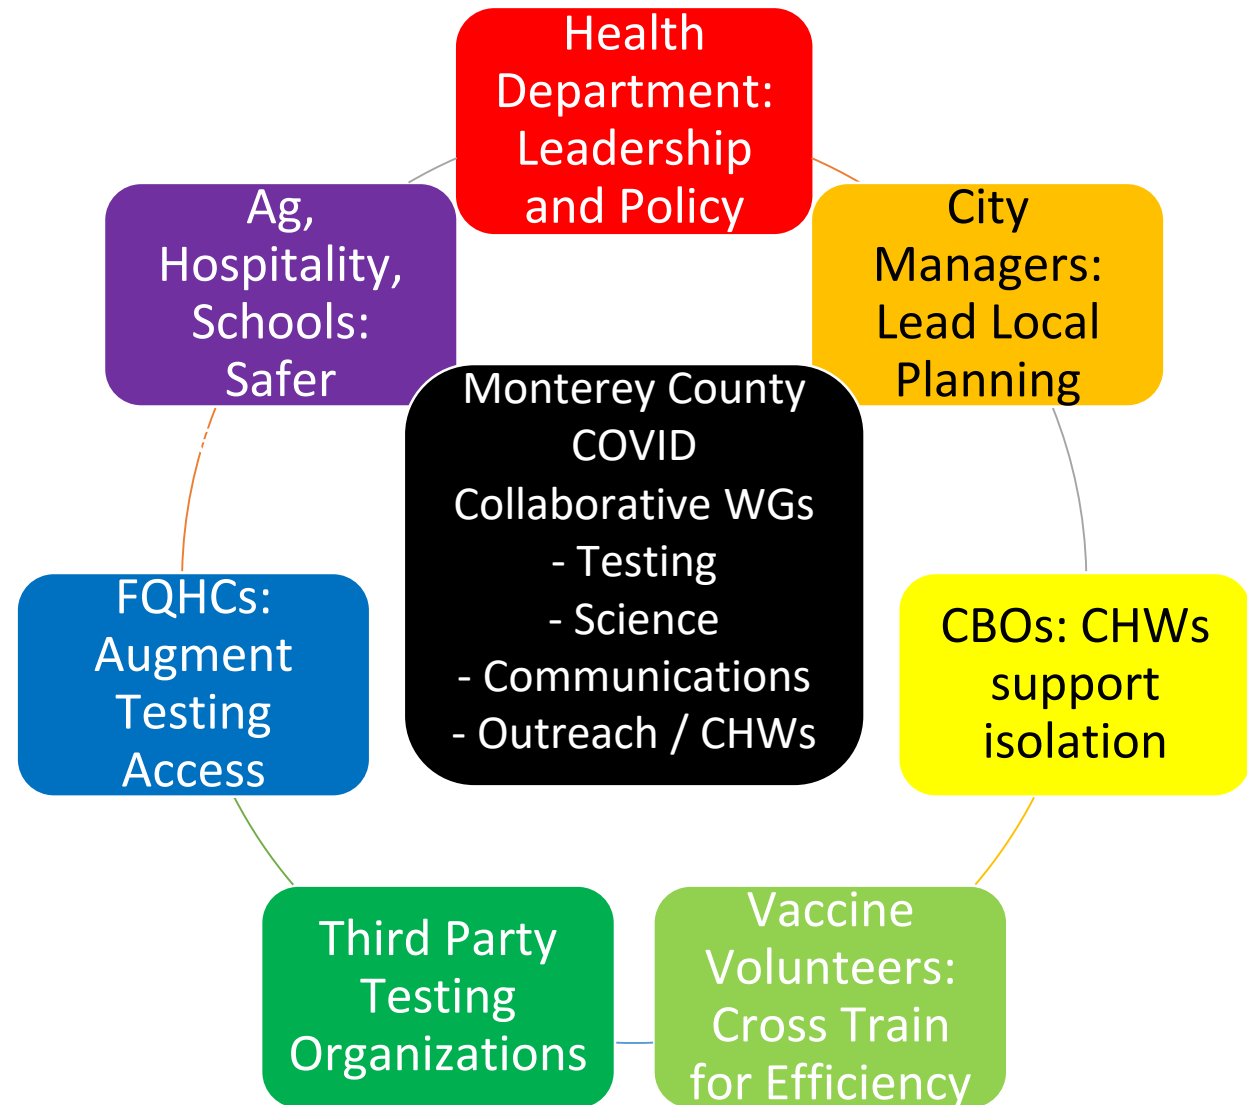 Health
Department:
Leadership
and Policy
City
Managers:
Lead Local
Planning
CBOs: CHWs
support
isolation
Vaccine
Volunteers:
Cross Train
for Efficiency
Third Party
Testing
Organizations
FQHCs:
Augment
Testing
Access
Ag,
Hospitality,
Schools:
Safer
Monterey County
COVID
Collaborative WGs
- Testing
- Science
- Communications
- Outreach / CHWs